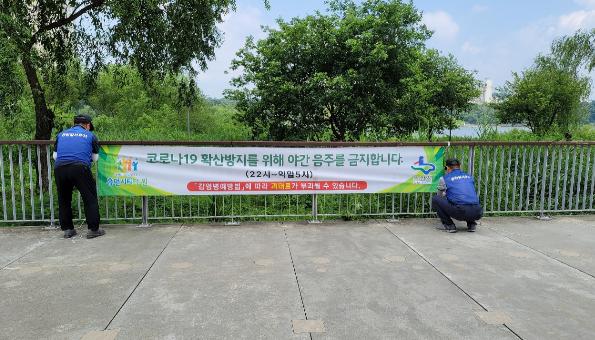 코로나19 확산방지를 위해 야간 음주를 금지합니다.
(22시~익일5시)
「감염병예방법」에 따라 과태료가 부과될 수 있습니다.